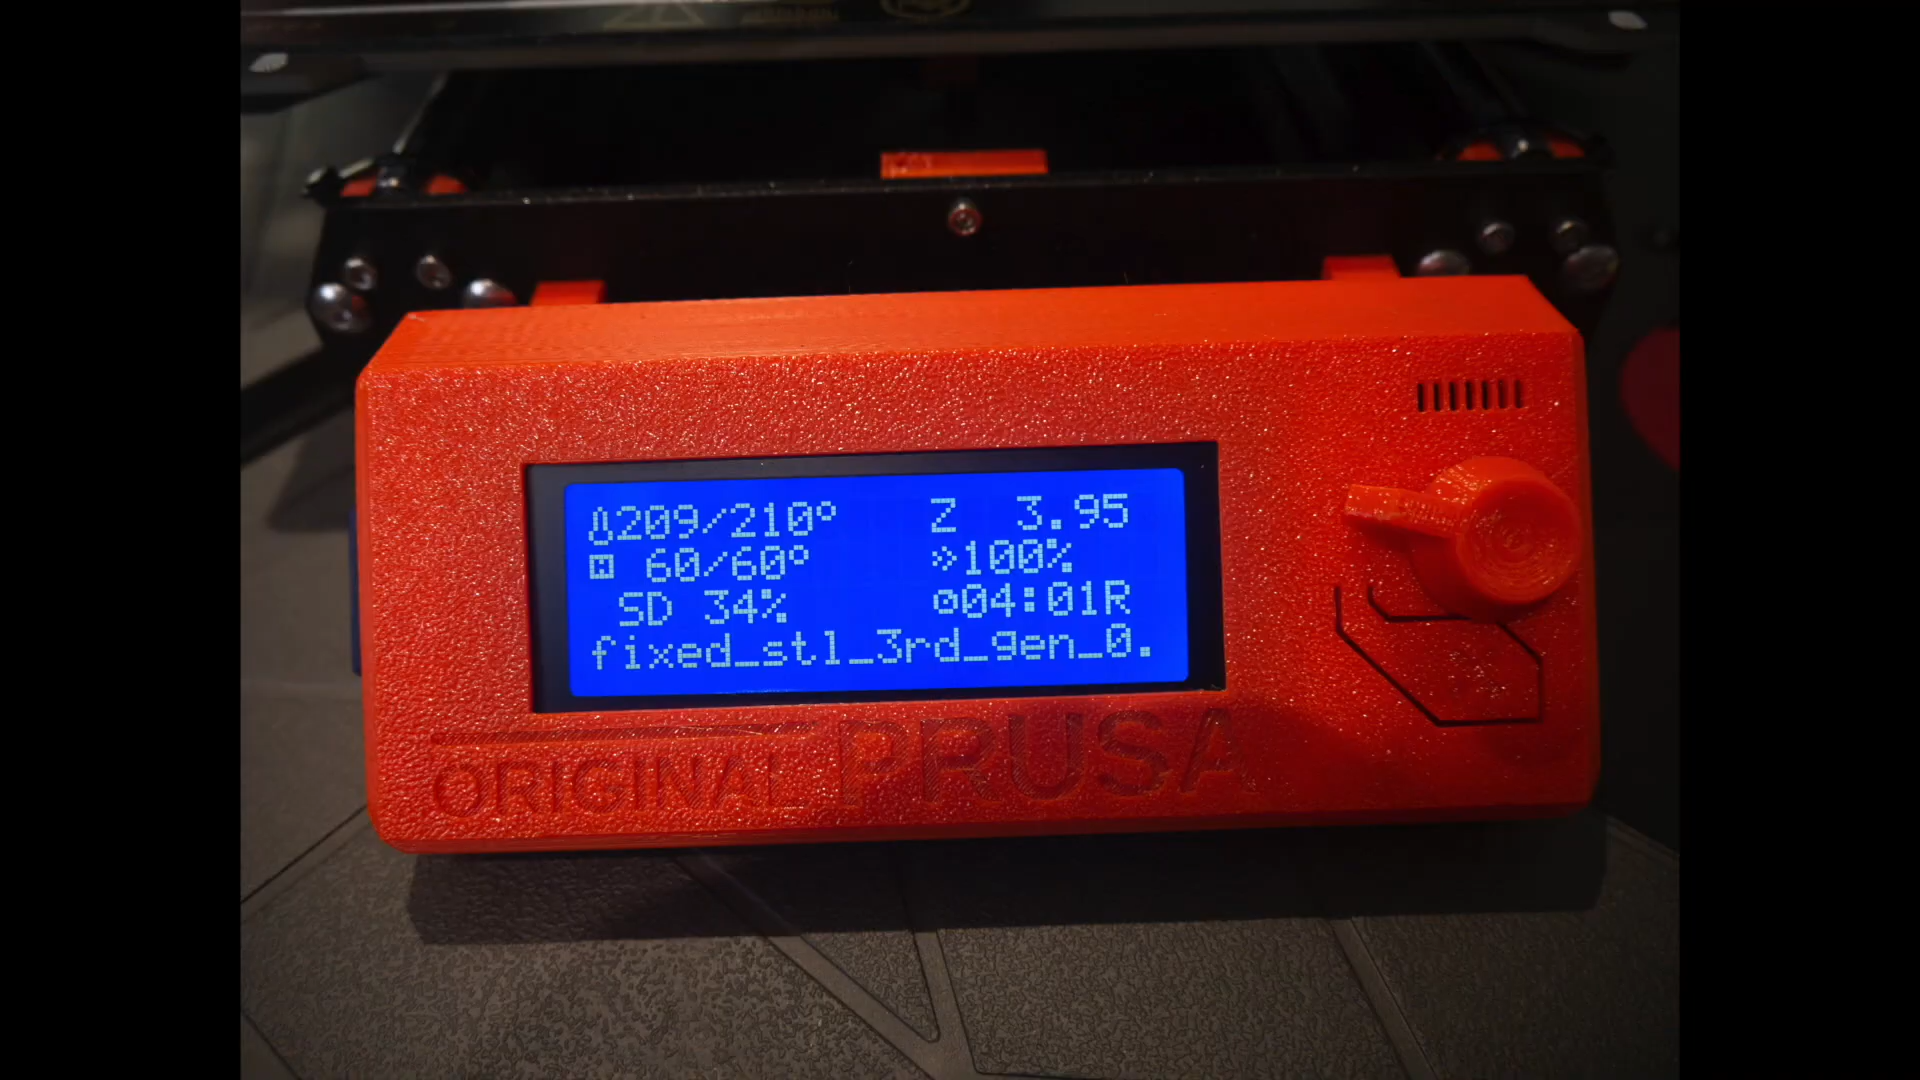 209/210° Z 3.95
60/60° 100%
SD 34% 04:01R
fixed_stl_3rd_gen_0.
ORIGINAL PRUSA